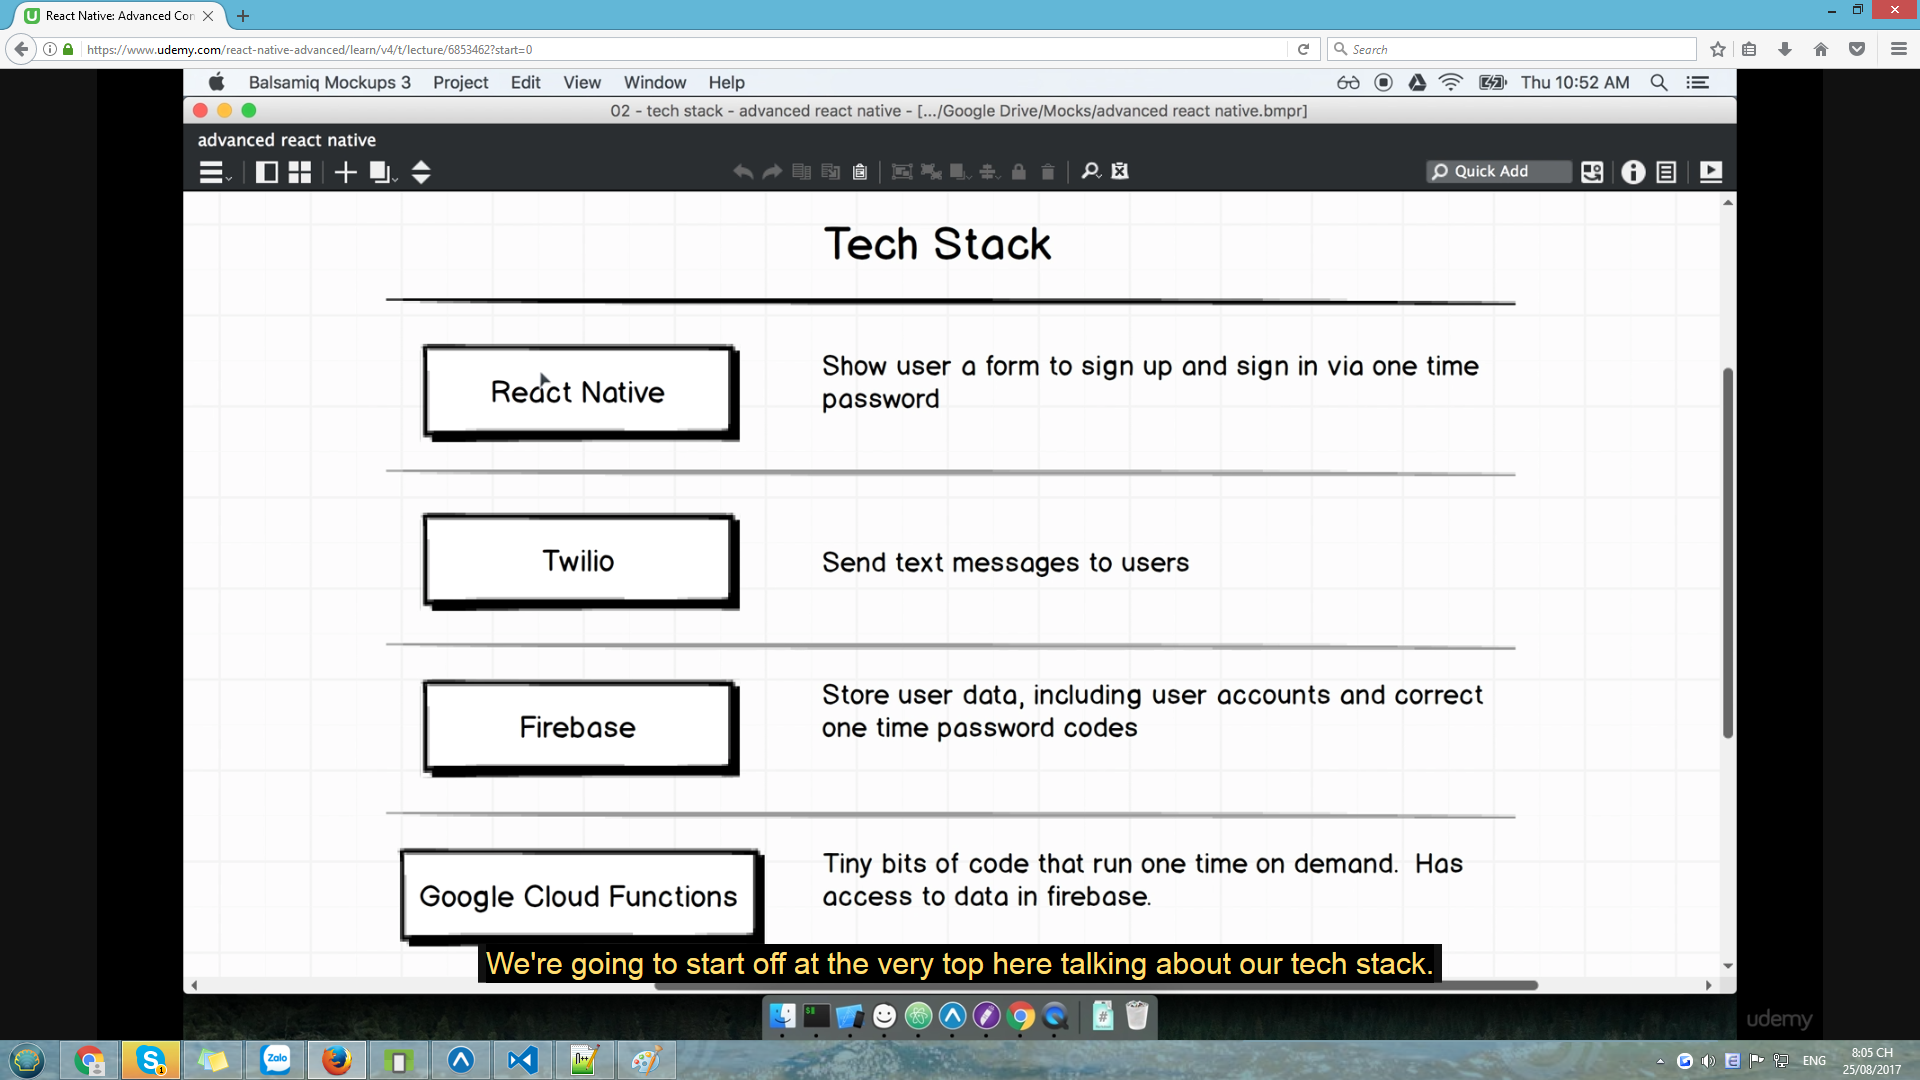 React Native: Advanced Con
https://www.udemy.com/react-native-advanced/learn/v4/t/lecture/6853462?start=0
Search
Balsamiq Mockups 3 Project Edit View Window Help
Thu 10:52 AM
02 - tech stack - advanced react native - [.../Google Drive/Mocks/advanced react native.bmpr]
advanced react native
Quick Add
Tech Stack
React Native
Show user a form to sign up and sign in via one time
password
Twilio
Send text messages to users
Firebase
Store user data, including user accounts and correct
one time password codes
Google Cloud Functions
Tiny bits of code that run one time on demand. Has
access to data in firebase.
We're going to start off at the very top here talking about our tech stack.
udemy
Zalo
ENG
8:05 CH
25/08/2017